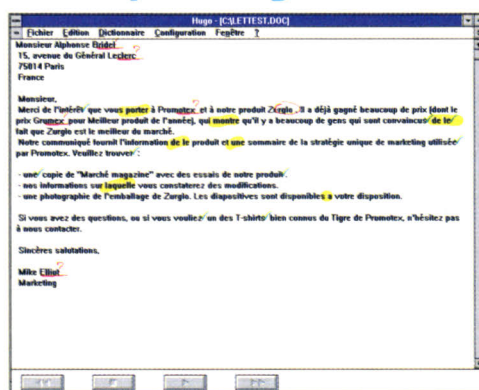 Hugo - [C:\LETTEST.DOC]
Fichier Edition Dictionnaire Configuration Fenêtre ?
Monsieur Alphonse Bridel ?
15, avenue du Général Leclerc ?
75014 Paris
France
Monsieur,
Merci de l'intérêt que vous porter à Promotex et à notre produit Zurglo. Il a déjà gagné beaucoup de prix (dont le
prix Grumex pour Meilleur produit de l'année), qui montre qu'il y a beaucoup de gens qui sont convaincus de le
fait que Zurglo est le meilleur du marché.
Notre communiqué fournit l'information de le produit et une sommaire de la stratégie unique de marketing utilisée
par Promotex. Veuillez trouver :
- une copie de "Marché magazine" avec des essais de notre produit.
- nos informations sur laquelle vous constaterez des modifications.
- une photographie de l'emballage de Zurglo. Les diapositives sont disponibles a votre disposition.
Si vous avez des questions, ou si vous vouliez un des T-shirts bien connus du Tigre de Promotex, n'hésitez pas
à nous contacter.
Sincères salutations,
Mike Elliot ?
Marketing